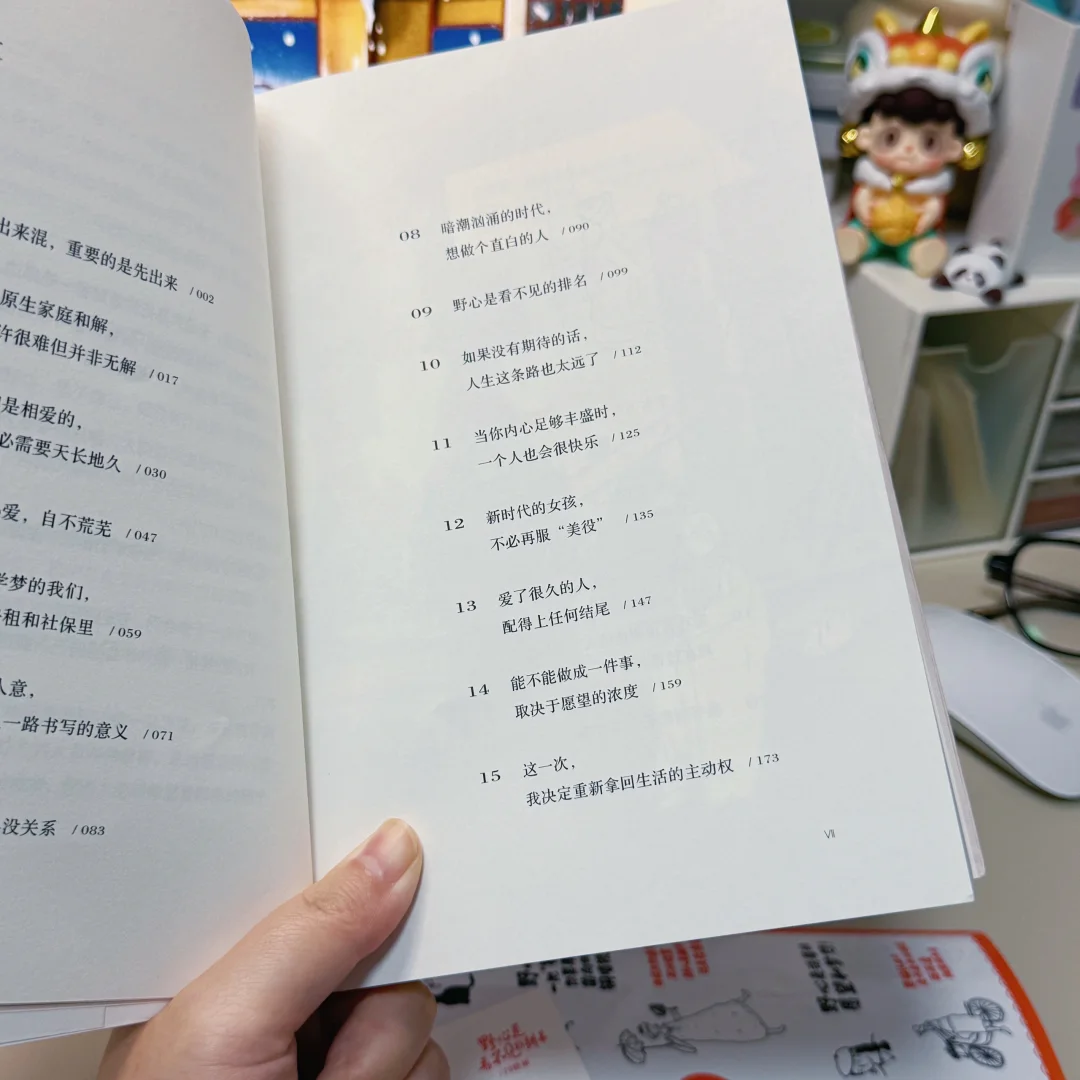 出来混，重要的是先出来 /002
原生家庭和解，
许很难但并非无解 /017
是相爱的，
必需要天长地久 /030
爱，自不荒芜 /047
学梦的我们，
租和社保里 /059
人意，
一路书写的意义 /071
没关系 /083
08 暗潮汹涌的时代，
想做个直白的人 /090
09 野心是看不见的排名 /099
10 如果没有期待的话，
人生这条路也太远了 /112
11 当你内心足够丰盛时，
一个人也会很快乐 /125
12 新时代的女孩，
不必再服“美役” /135
13 爱了很久的人，
配得上任何结尾 /147
14 能不能做成一件事，
取决于愿望的浓度 /159
15 这一次，
我决定重新拿回生活的主动权 /173
VII